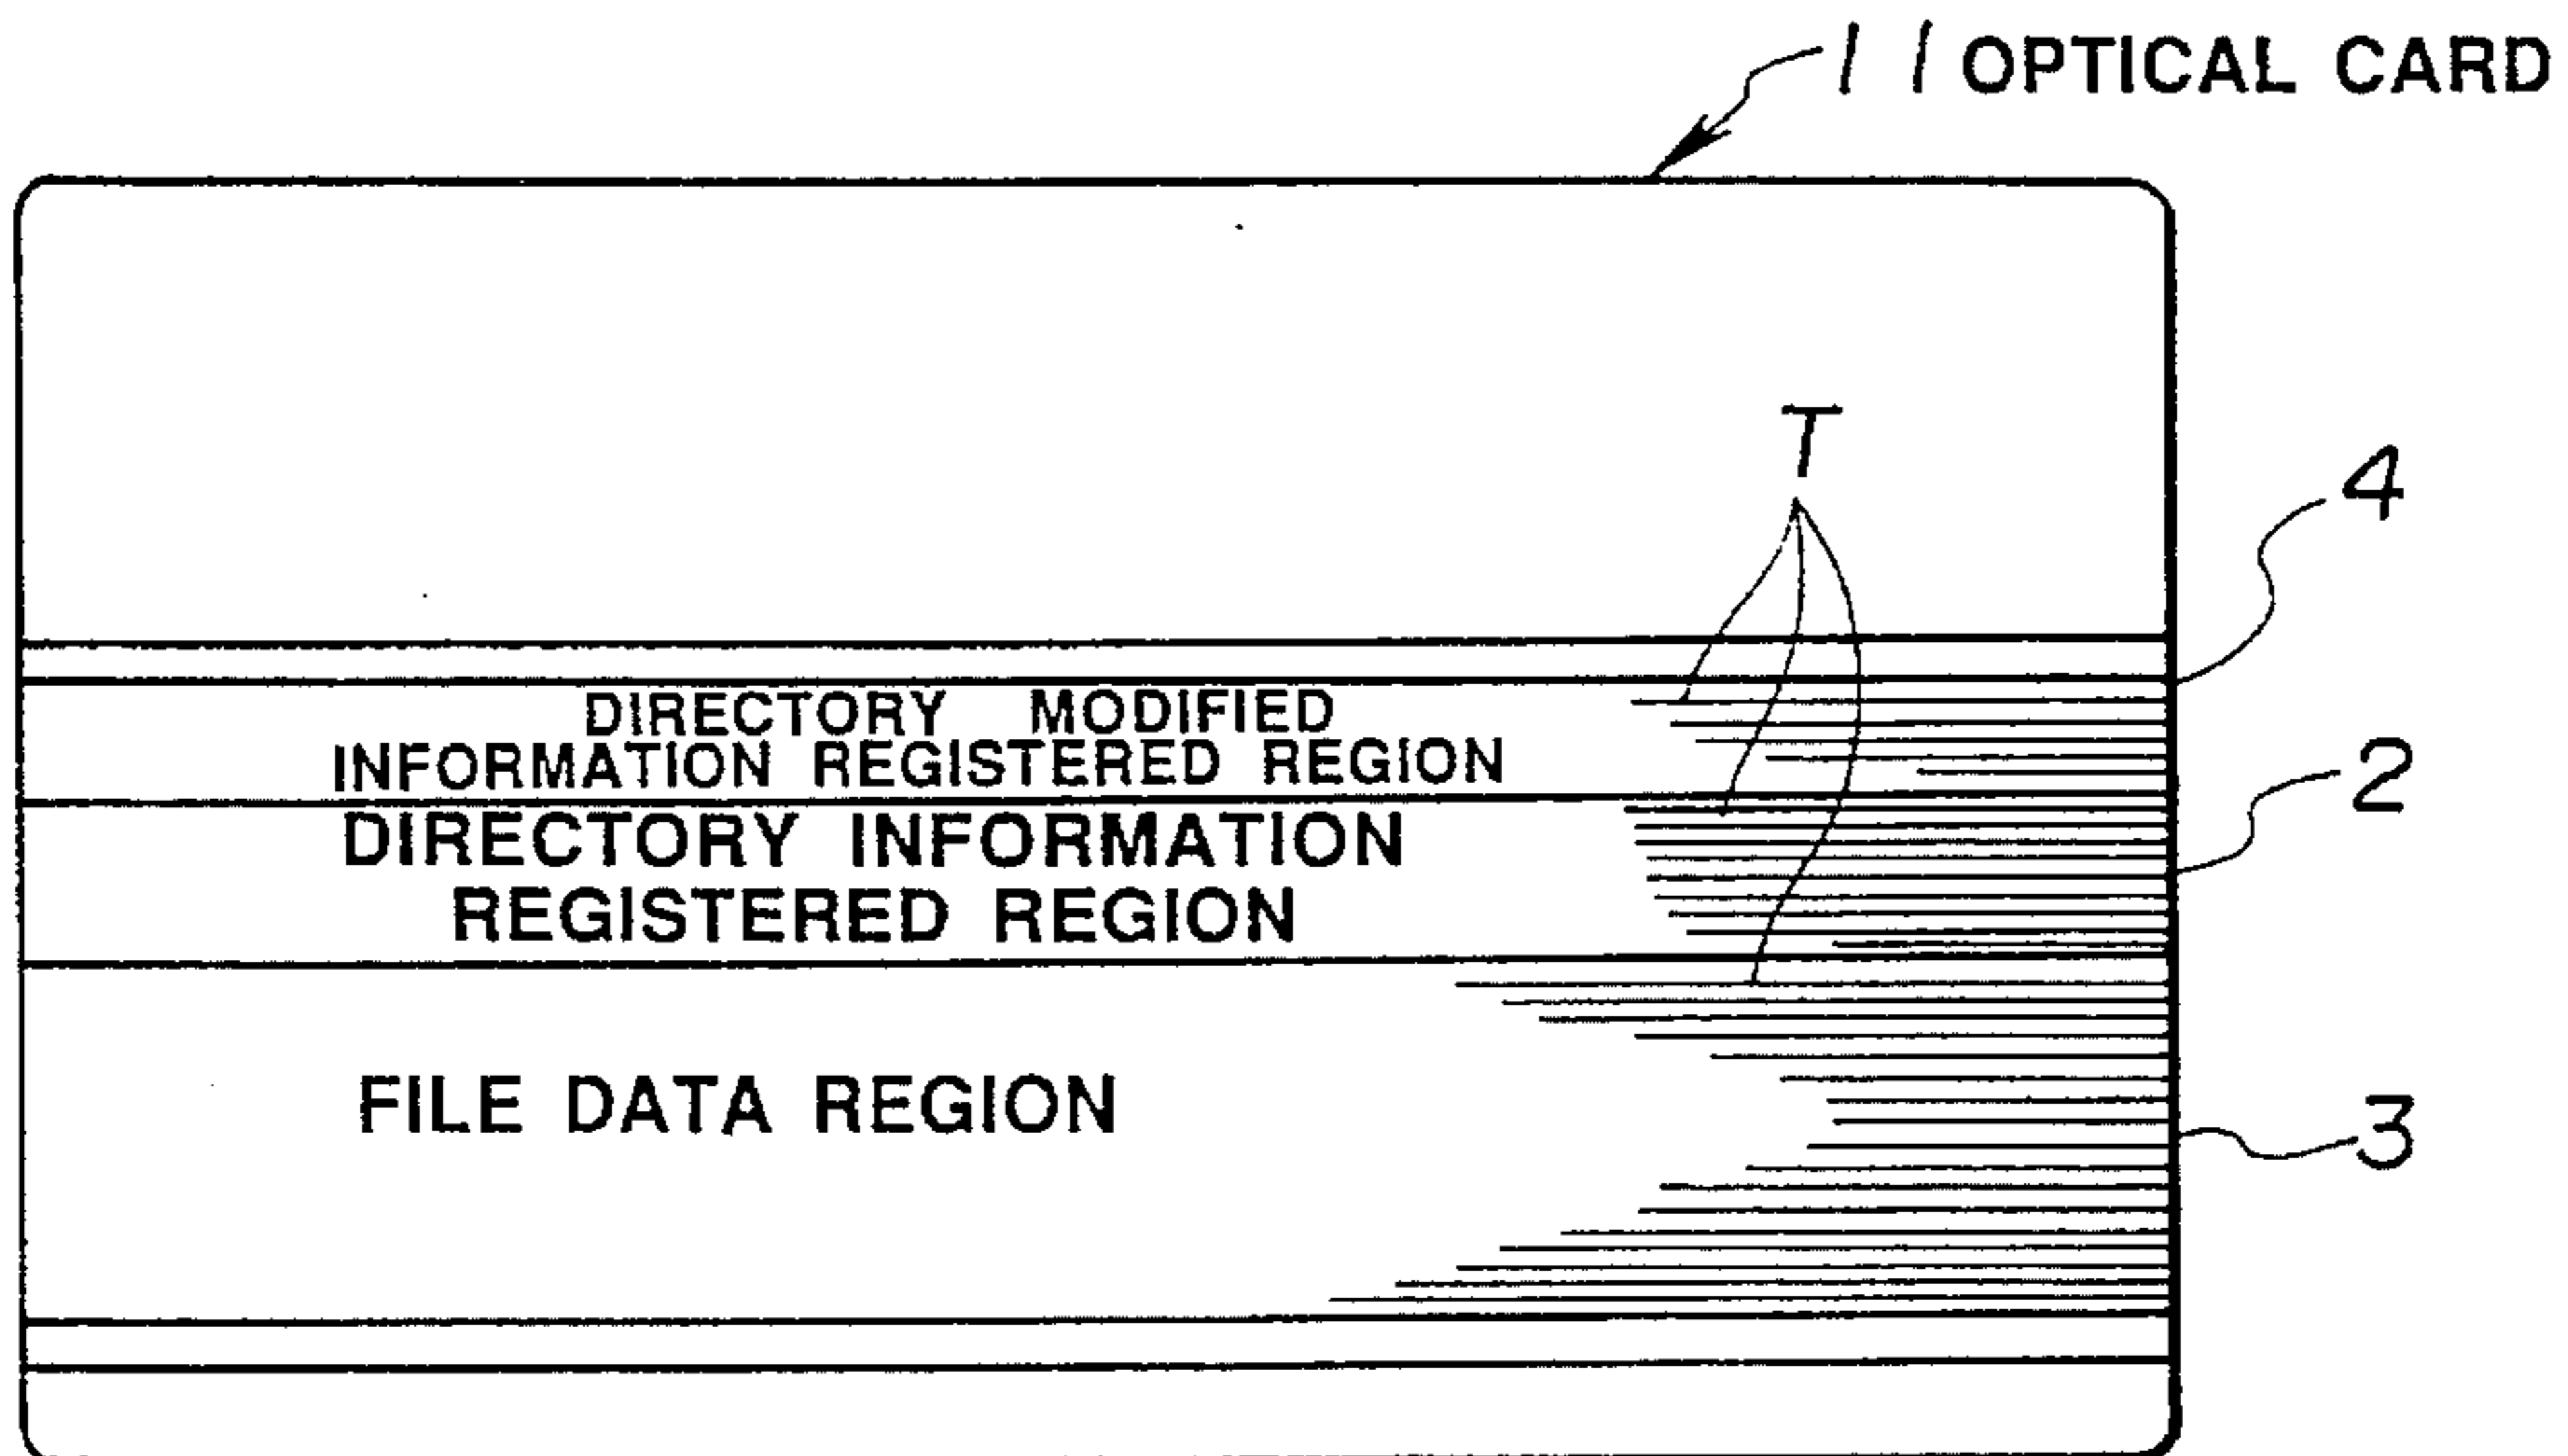 11 OPTICAL CARD
T
4
DIRECTORY MODIFIED
INFORMATION REGISTERED REGION
2
DIRECTORY INFORMATION
REGISTERED REGION
FILE DATA REGION
3